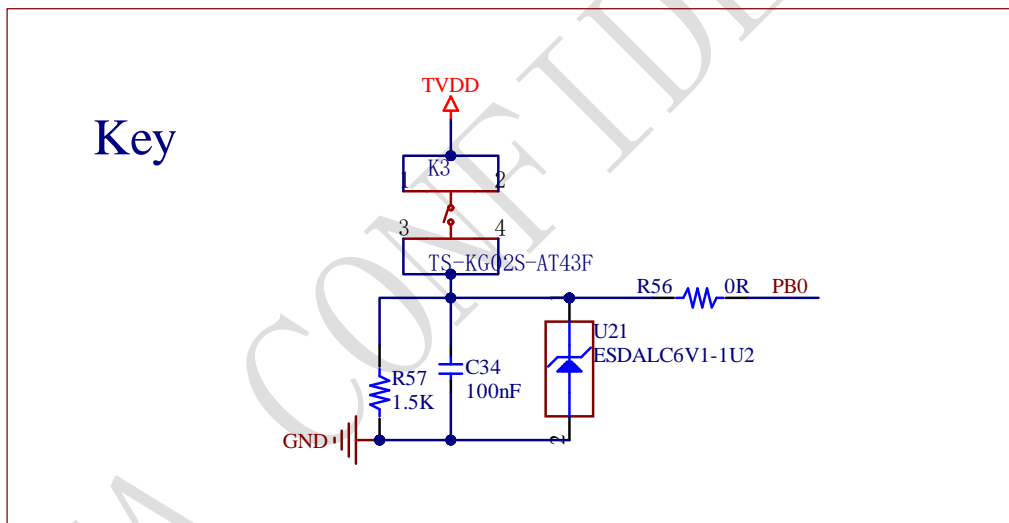 TVDD
Key
K3
1 2
3 4
TS-KG02S-AT43F
R56 0R PB0
U21
ESDALC6V1-1U2
C34
100nF
R57
1.5K
GND
2
A CONFIDE